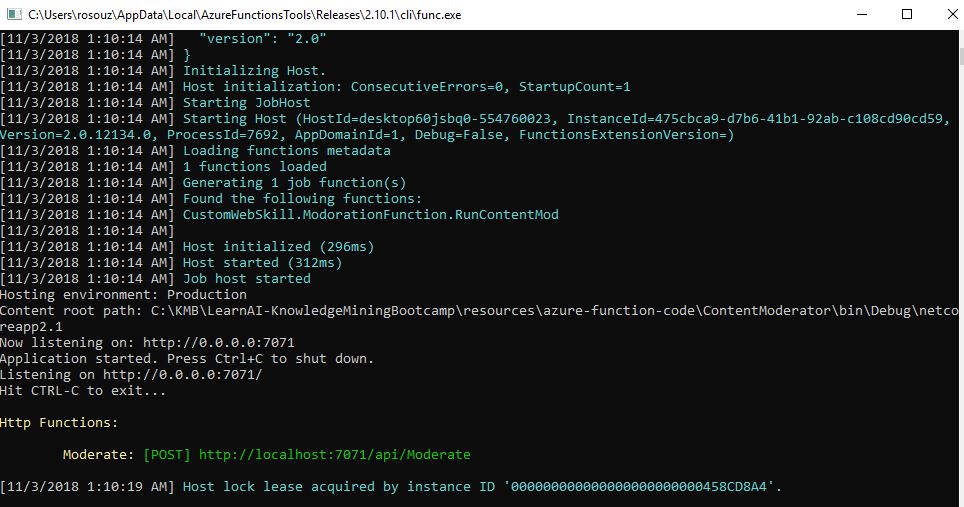 C:\Users\rosouz\AppData\Local\AzureFunctionsTools\Releases\2.10.1\cli\func.exe
[11/3/2018 1:10:14 AM]   "version": "2.0"
[11/3/2018 1:10:14 AM] }
[11/3/2018 1:10:14 AM] Initializing Host.
[11/3/2018 1:10:14 AM] Host initialization: ConsecutiveErrors=0, StartupCount=1
[11/3/2018 1:10:14 AM] Starting JobHost
[11/3/2018 1:10:14 AM] Starting Host (HostId=desktop60jsbq0-554760023, InstanceId=475cbca9-d7b6-41b1-92ab-c108cd90cd59,
Version=2.0.12134.0, ProcessId=7692, AppDomainId=1, Debug=False, FunctionsExtensionVersion=)
[11/3/2018 1:10:14 AM] Loading functions metadata
[11/3/2018 1:10:14 AM] 1 functions loaded
[11/3/2018 1:10:14 AM] Generating 1 job function(s)
[11/3/2018 1:10:14 AM] Found the following functions:
[11/3/2018 1:10:14 AM] CustomWebSkill.ModorationFunction.RunContentMod
[11/3/2018 1:10:14 AM]
[11/3/2018 1:10:14 AM] Host initialized (296ms)
[11/3/2018 1:10:14 AM] Host started (312ms)
[11/3/2018 1:10:14 AM] Job host started
Hosting environment: Production
Content root path: C:\KMB\LearnAI-KnowledgeMiningBootcamp\resources\azure-function-code\ContentModerator\bin\Debug\netco
reapp2.1
Now listening on: http://0.0.0.0:7071
Application started. Press Ctrl+C to shut down.
Listening on http://0.0.0.0:7071/
Hit CTRL-C to exit...
Http Functions:
Moderate: [POST] http://localhost:7071/api/Moderate
[11/3/2018 1:10:19 AM] Host lock lease acquired by instance ID '000000000000000000000000458CD8A4'.